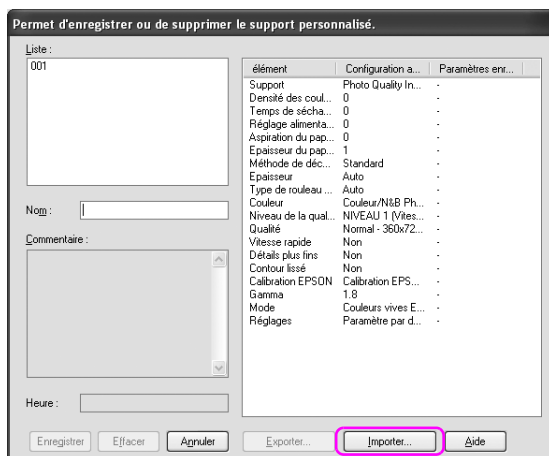 Permet d'enregistrer ou de supprimer le support personnalisé.
Liste :
001
Nom :
Commentaire :
Heure :
élément Configuration a... Paramètres enr...
Support Photo Quality In... -
Densité des coul... 0 -
Temps de sécha... 0 -
Réglage alimenta... 0 -
Aspiration du pap... 0 -
Epaisseur du pap... 1 -
Méthode de déc... Standard -
Epaisseur Auto -
Type de rouleau ... Auto -
Couleur Couleur/N&B Ph... -
Niveau de la qual... NIVEAU 1 (Vites... -
Qualité Normal - 360x72... -
Vitesse rapide Non -
Détails plus fins Non -
Contour lissé Non -
Calibration EPSON Calibration EPS... -
Gamma 1.8 -
Mode Couleurs vives E... -
Réglages Paramètre par d... -
Enregistrer Effacer Annuler Exporter... Importer... Aide